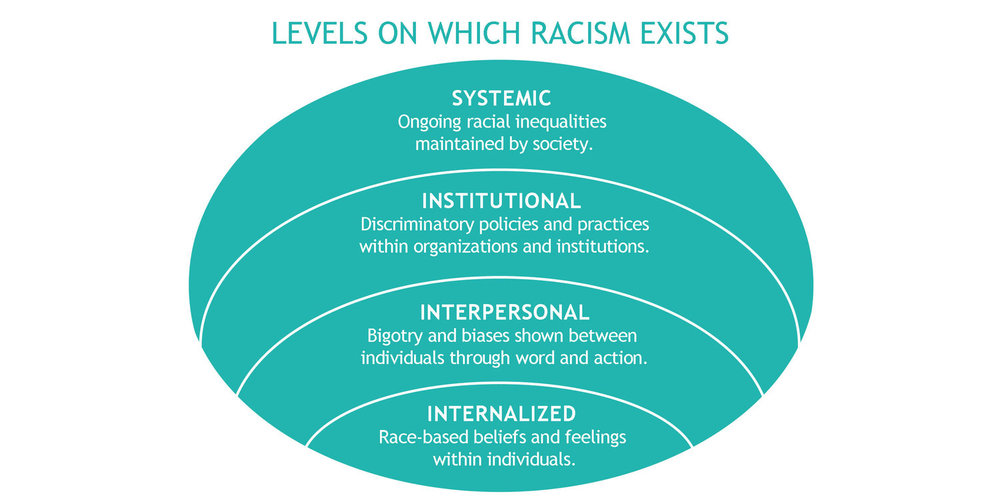 LEVELS ON WHICH RACISM EXISTS
SYSTEMIC
Ongoing racial inequalities
maintained by society.
INSTITUTIONAL
Discriminatory policies and practices
within organizations and institutions.
INTERPERSONAL
Bigotry and biases shown between
individuals through word and action.
INTERNALIZED
Race-based beliefs and feelings
within individuals.